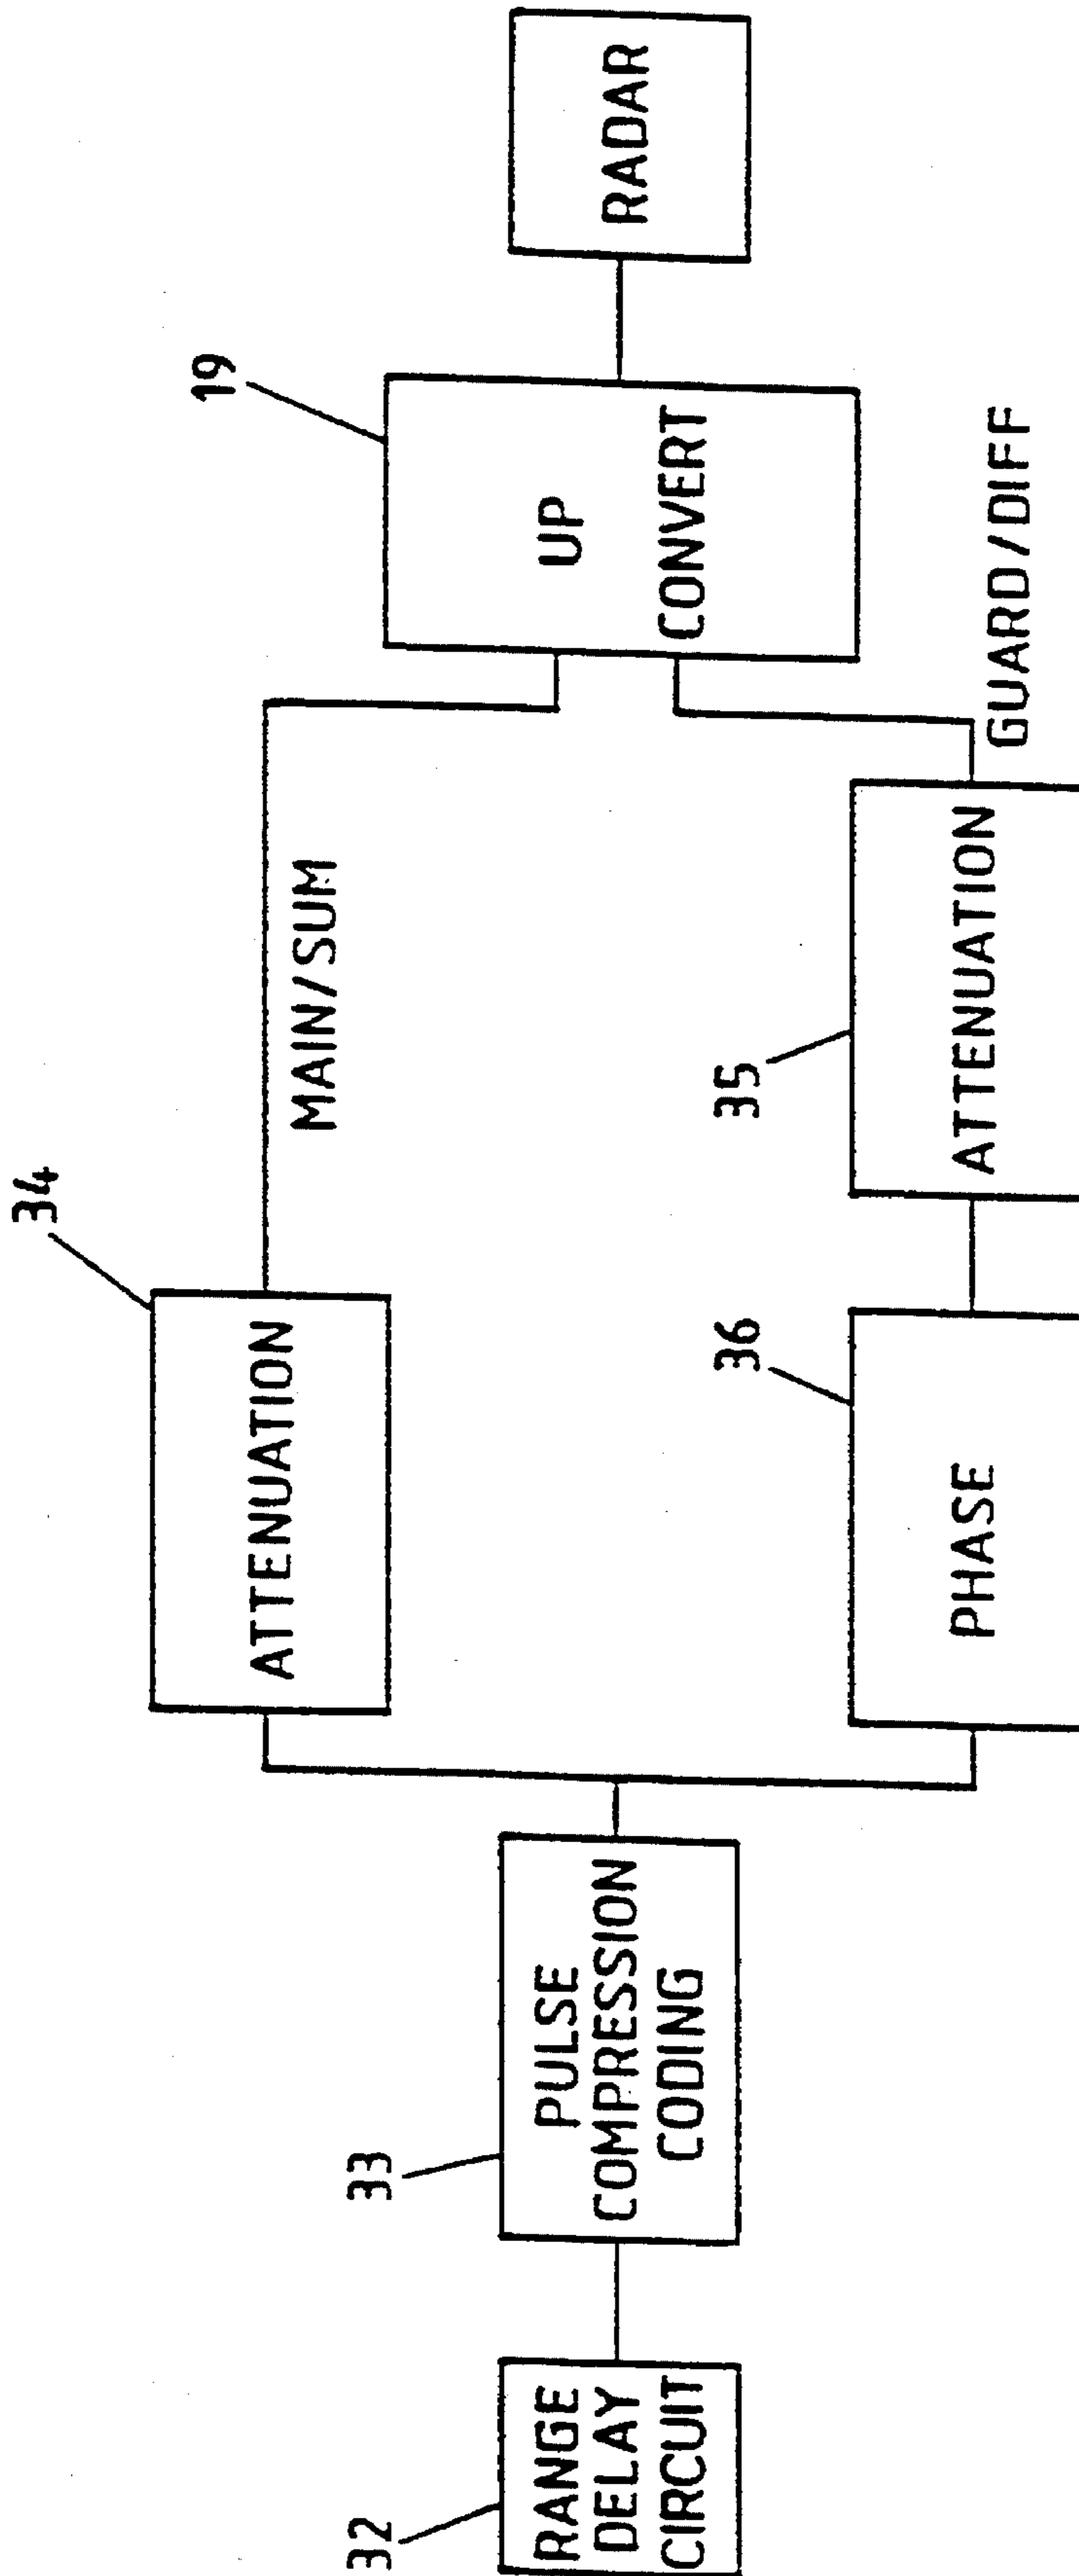 34
ATTENUATION
MAIN/SUM
19
UP
CONVERT
RADAR
32
RANGE
DELAY
CIRCUIT
33
PULSE
COMPRESSION
CODING
36
PHASE
35
ATTENUATION
GUARD/DIFF